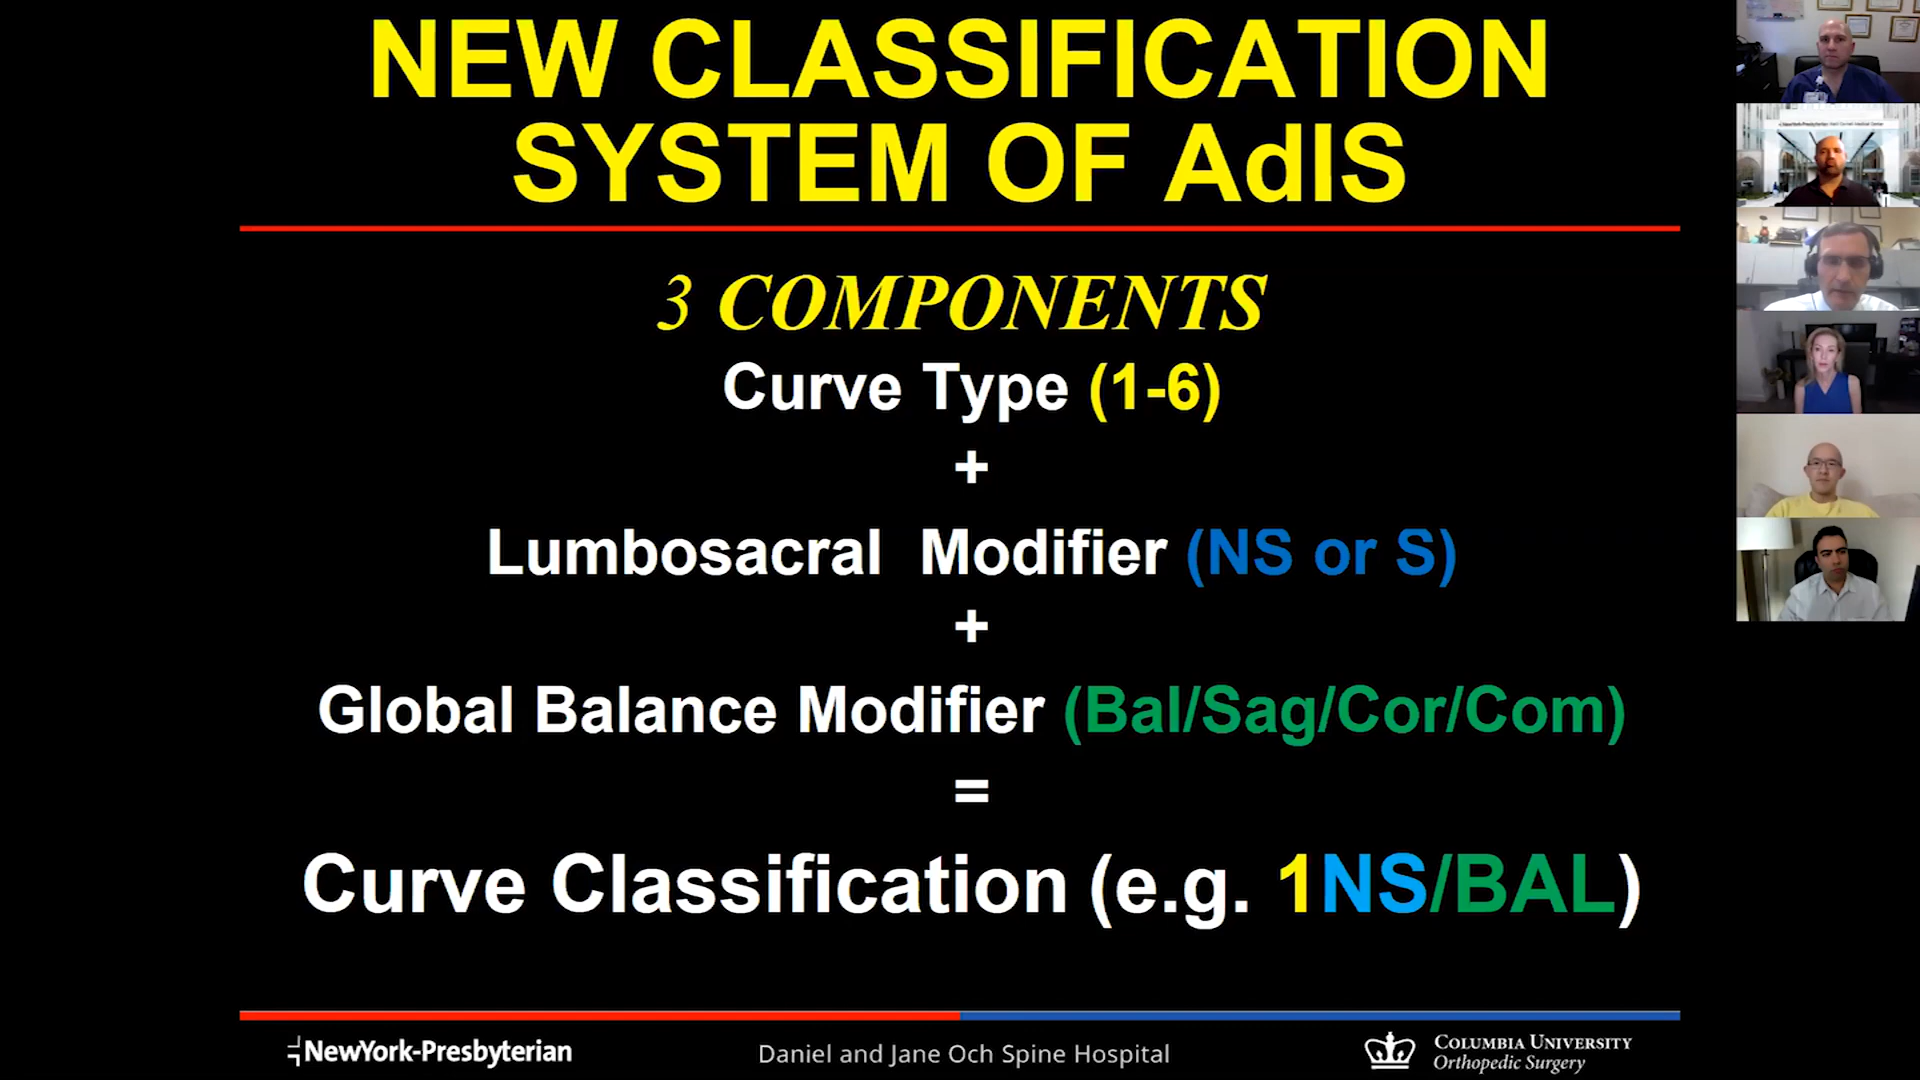 NEW CLASSIFICATION
SYSTEM OF AdIS
3 COMPONENTS
Curve Type (1-6)
+
Lumbosacral Modifier (NS or S)
+
Global Balance Modifier (Bal/Sag/Cor/Com)
=
Curve Classification (e.g. 1NS/BAL)
NewYork-Presbyterian
Daniel and Jane Och Spine Hospital
COLUMBIA UNIVERSITY
Orthopedic Surgery